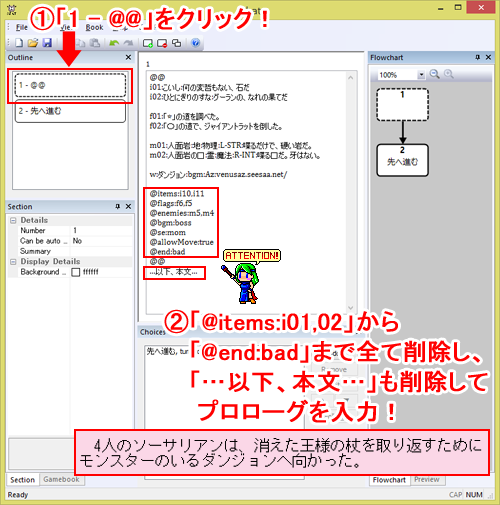 ①「1 - @@」をクリック！
File
Book
Outline
1 - @@
2 - 先へ進む
Section
Details
Number 1
Can be auto ... No
Summary
Display Details
Background ... ffffff
Section Gamebook
Ready
1
@@
i01:こいし:何の変哲もない、石だ
i02:ひとにぎりのすな:グーランの、なれの果てだ
f01:「=」の道を調べた。
f02:「〇」の道で、ジャイアントラットを倒した。
m01:人面岩:地:物理:L-STR:喋るだけで、硬い岩だ。
m02:人面岩の口:霊:魔法:R-INT:喋る口だ。牙はない。
w:ダンジョン:bgm:Az:venusaz.seesaa.net/
@items:i10,i11
@flags:f6,f5
@enemies:m5,m4
@bgm:boss
@se:mom
@allowMove:true
@end:bad
@@
…以下、本文…
ATTENTION!
②「@items:i01,02」から
「@end:bad」まで全て削除し、
「…以下、本文…」も削除して
プロローグを入力！
Choices
先へ進む, tur
Remove
4人のソーサリアンは、消えた王様の杖を取り返すために
モンスターのいるダンジョンへ向かった。
Flowchart
100%
1
2
先へ進む
Flowchart Preview
CAP NUM